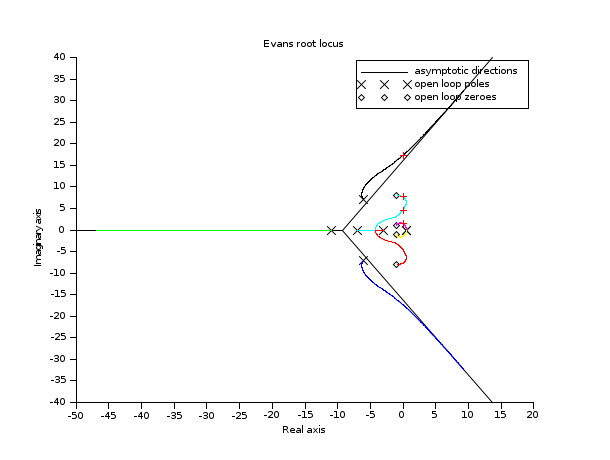 Evans root locus
asymptotic directions
open loop poles
open loop zeroes
Imaginary axis
40
35
30
25
20
15
10
5
0
-5
-10
-15
-20
-25
-30
-35
-40
-50 -45 -40 -35 -30 -25 -20 -15 -10 -5 0 5 10 15 20
Real axis